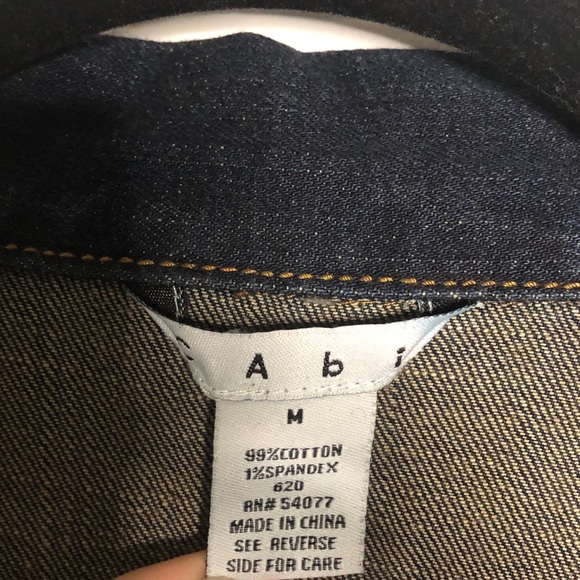 C A b i
M
99%COTTON
1%SPANDEX
620
RN# 54077
MADE IN CHINA
SEE REVERSE
SIDE FOR CARE